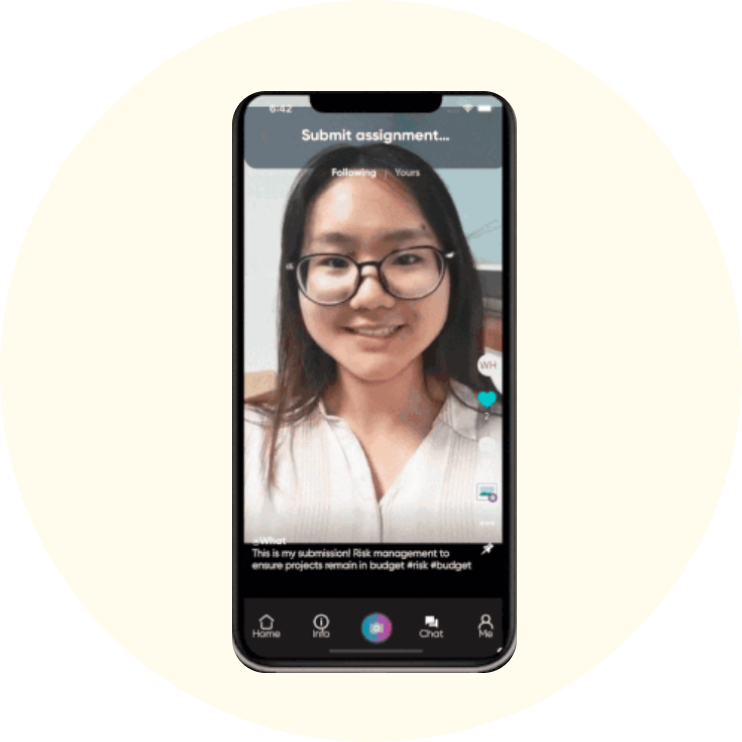 6:42
Submit assignment...
Following | Yours
WH
2
This is my submission! Risk management to
ensure projects remain in budget #risk #budget
Home Info Chat Me